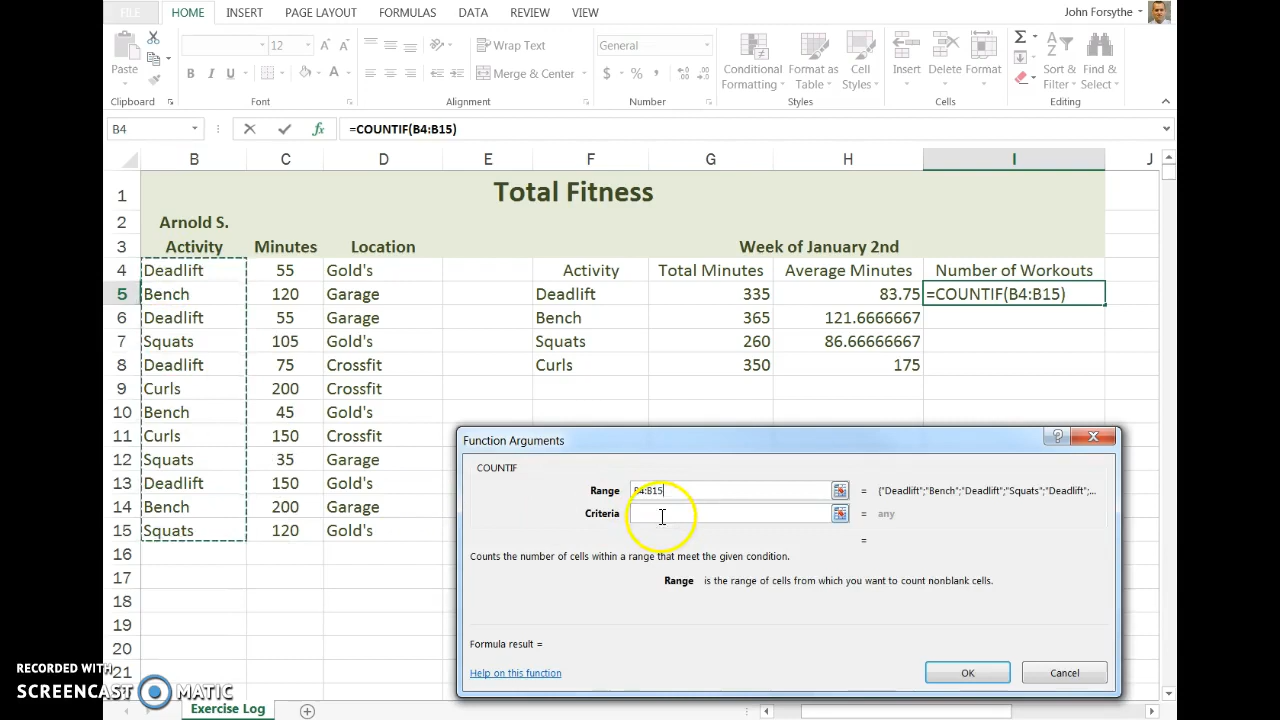 FILE HOME INSERT PAGE LAYOUT FORMULAS DATA REVIEW VIEW John Forsythe
Paste 12 A A Wrap Text General Conditional Format as Cell Insert Delete Format Sort & Find &
B I U A Merge & Center $ % , Formatting Table Styles Filter Select
Clipboard Font Alignment Number Styles Cells Editing
B4 fx =COUNTIF(B4:B15)
B C D E F G H I J
1 Total Fitness
2 Arnold S.
3 Activity Minutes Location Week of January 2nd
4 Deadlift 55 Gold's Activity Total Minutes Average Minutes Number of Workouts
5 Bench 120 Garage Deadlift 335 83.75 =COUNTIF(B4:B15)
6 Deadlift 55 Garage Bench 365 121.6666667
7 Squats 105 Gold's Squats 260 86.66666667
8 Deadlift 75 Crossfit Curls 350 175
9 Curls 200 Crossfit
10 Bench 45 Gold's
11 Curls 150 Crossfit
12 Squats 35 Garage
13 Deadlift 150 Gold's
14 Bench 200 Garage
15 Squats 120 Gold's
16
17
18
19
20
21
Function Arguments
COUNTIF
Range B4:B15 = {"Deadlift";"Bench";"Deadlift";"Squats";"Deadlift";...
Criteria = any
=
Counts the number of cells within a range that meet the given condition.
Range is the range of cells from which you want to count nonblank cells.
Formula result =
Help on this function OK Cancel
RECORDED WITH
SCREENCAST MATIC
Exercise Log